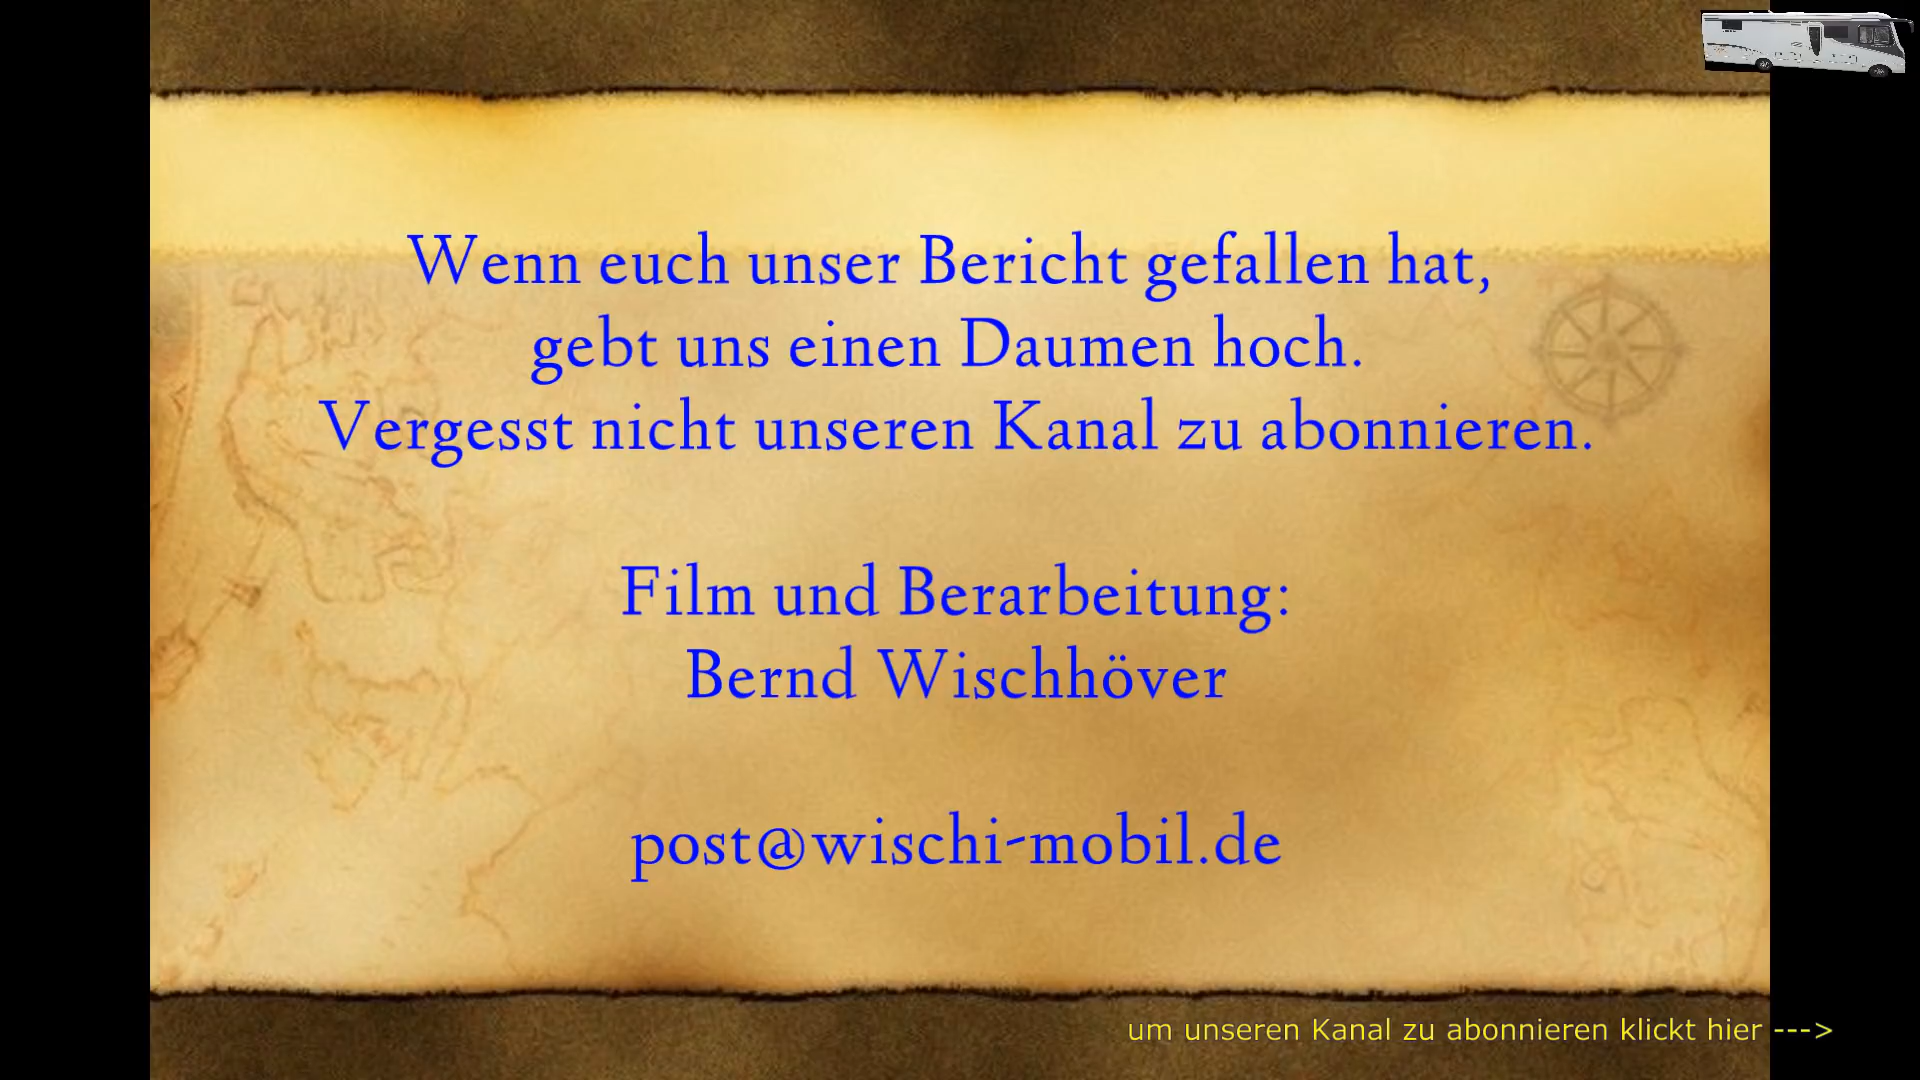 Wenn euch unser Bericht gefallen hat,
gebt uns einen Daumen hoch.
Vergesst nicht unseren Kanal zu abonnieren.
Film und Berarbeitung:
Bernd Wischhöver
post@wischi-mobil.de
um unseren Kanal zu abonnieren klickt hier --->